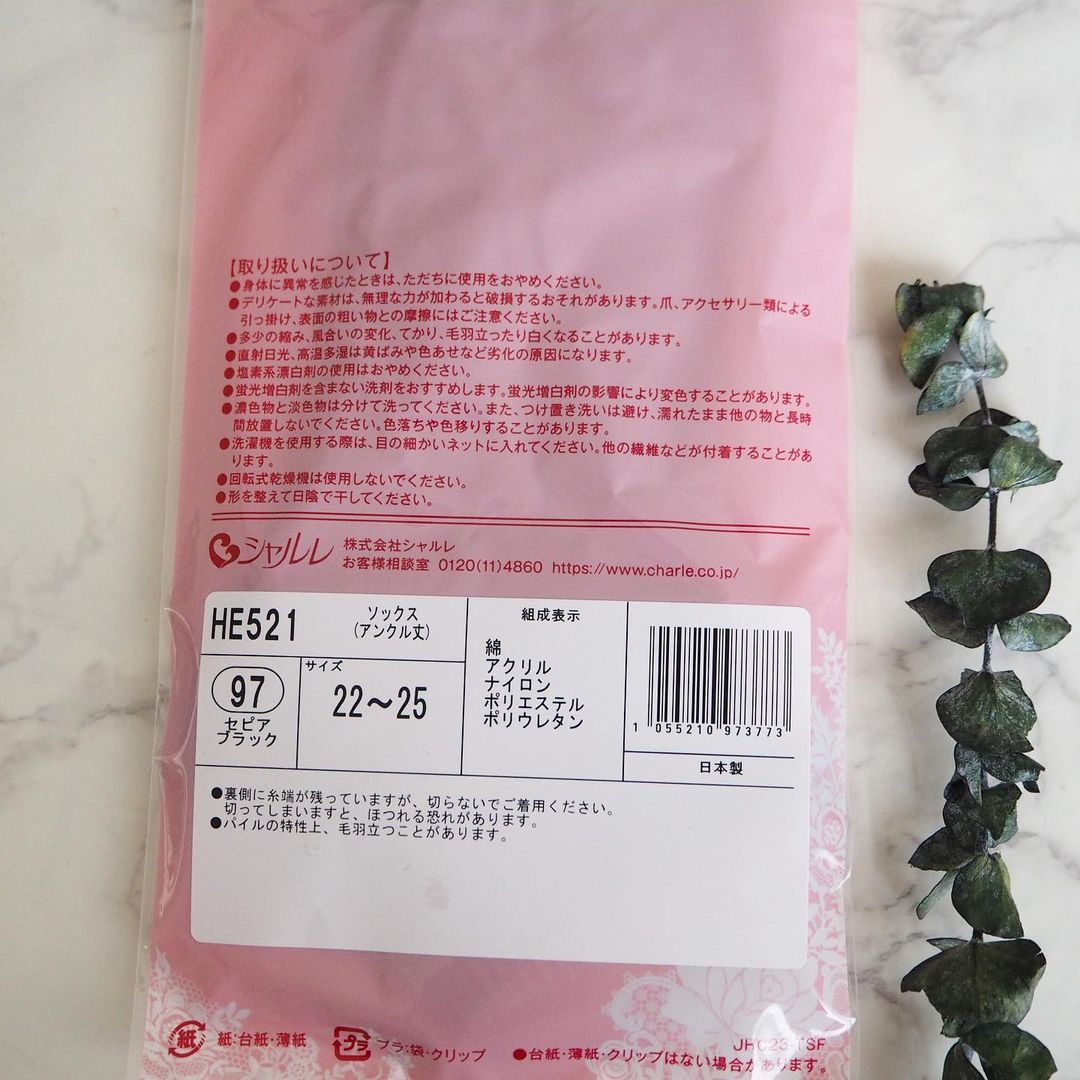 【取り扱いについて】
●身体に異常を感じたときは、ただちに使用をおやめください。
●デリケートな素材は、無理な力が加わると破損するおそれがあります。爪、アクセサリー類による
引っ掛け、表面の粗い物との摩擦にはご注意ください。
●多少の縮み、風合いの変化、てかり、毛羽立ったり白くなることがあります。
●直射日光、高温多湿は黄ばみや色あせなど劣化の原因になります。
●塩素系漂白剤の使用はおやめください。
●蛍光増白剤を含まない洗剤をおすすめします。蛍光増白剤の影響により変色することがあります。
●濃色物と淡色物は分けて洗ってください。また、つけ置き洗いは避け、濡れたまま他の物と長時
間放置しないでください。色落ちや色移りすることがあります。
●洗濯機を使用する際は、目の細かいネットに入れてください。他の繊維などが付着することがあ
ります。
●回転式乾燥機は使用しないでください。
●形を整えて日陰で干してください。
シャルレ
株式会社シャルレ
お客様相談室 0120(11)4860 https://www.charle.co.jp/
HE521
ソックス
(アンクル丈)
97
セピア
ブラック
サイズ
22～25
組成表示
綿
アクリル
ナイロン
ポリエステル
ポリウレタン
1 055210 973773
日本製
●裏側に糸端が残っていますが、切らないでご着用ください。
切ってしまいますと、ほつれる恐れがあります。
●パイルの特性上、毛羽立つことがあります。
紙 紙:台紙・薄紙
プラ プラ:袋・クリップ
JH023-TSF
●台紙・薄紙・クリップはない場合があります。